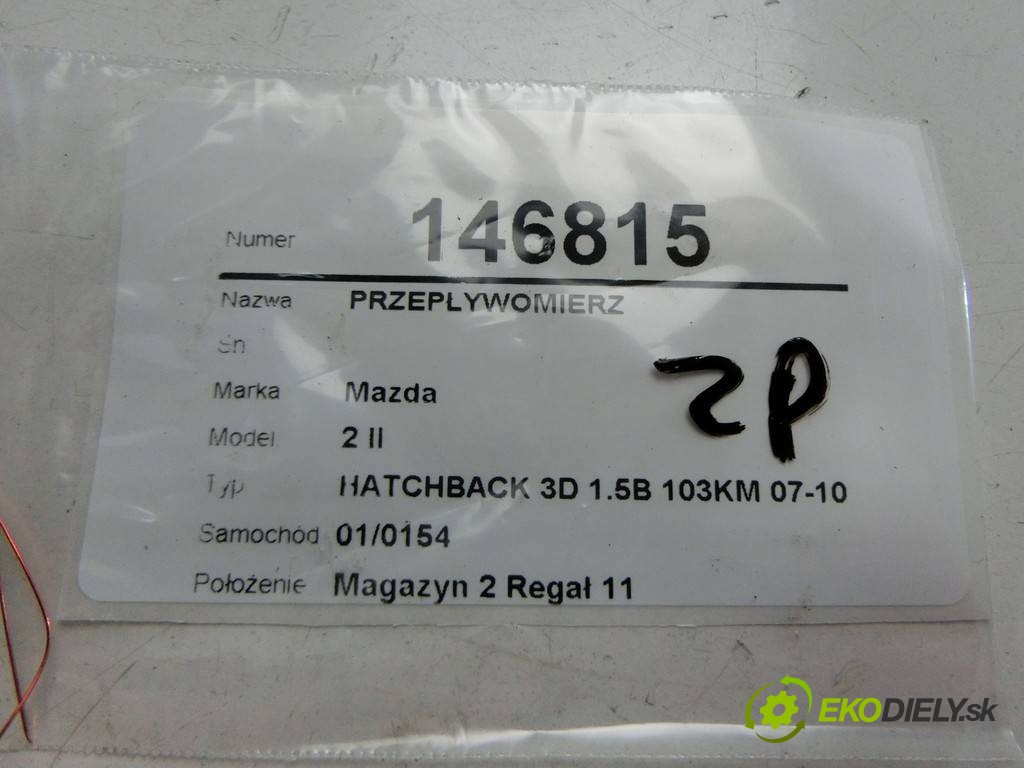 Numer 146815
Nazwa PRZEPŁYWOMIERZ
Sn
Marka Mazda
Model 2 II
Typ HATCHBACK 3D 1.5B 103KM 07-10
Samochód 01/0154
Położenie Magazyn 2 Regał 11
EKODIELY.sk